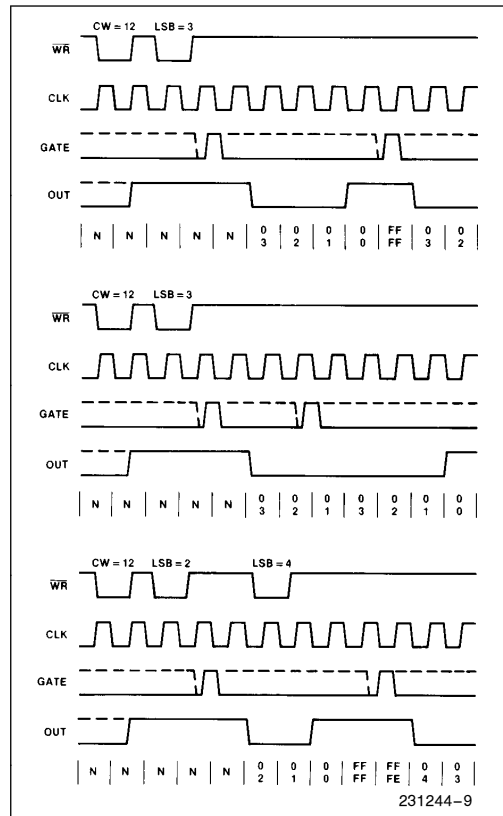 CW = 12 LSB = 3
WR
CLK
GATE
OUT
N N N N N 0 0 0 0 FF 0 0
3 2 1 0 FF 3 2
CW = 12 LSB = 3
WR
CLK
GATE
OUT
N N N N N 0 0 0 0 0 0 0
3 2 1 3 2 1 0
CW = 12 LSB = 2 LSB = 4
WR
CLK
GATE
OUT
N N N N N 0 0 0 FF FF 0 0
2 1 0 FF FE 4 3
231244-9